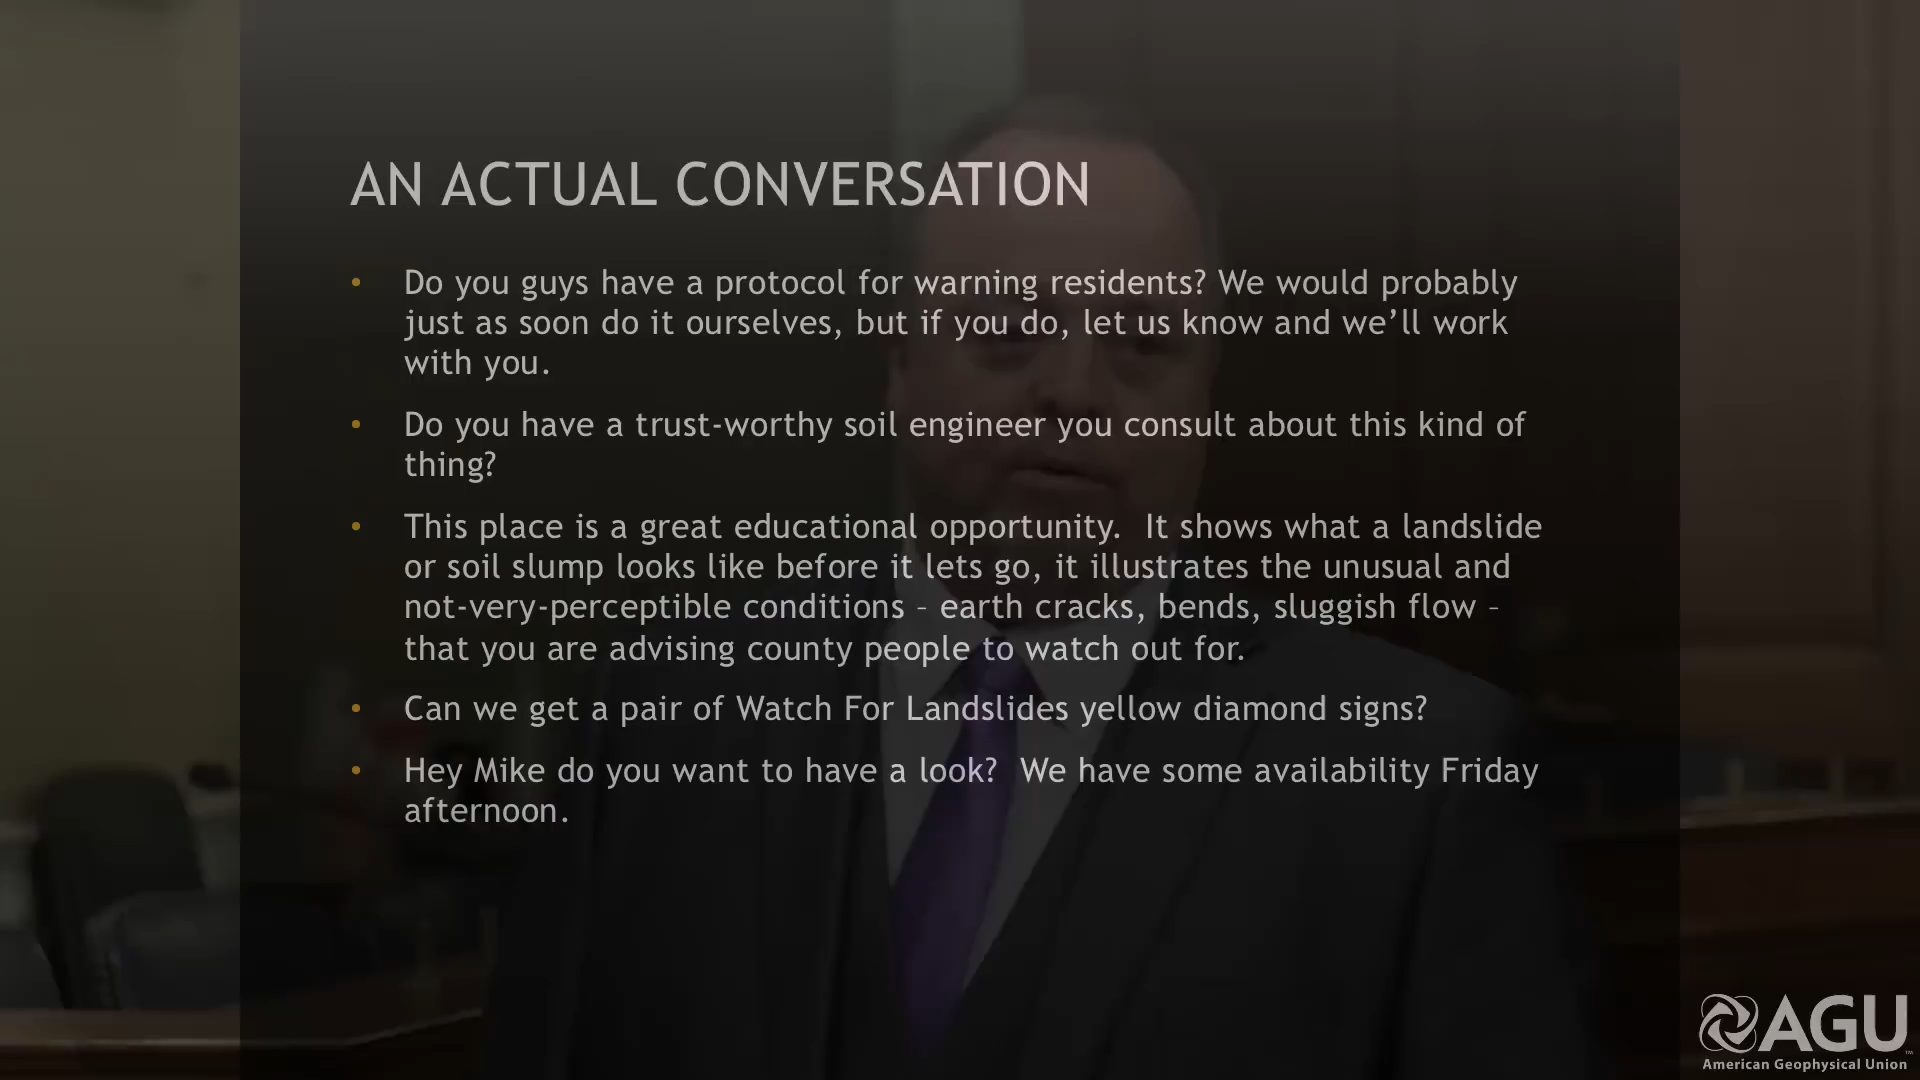 AN ACTUAL CONVERSATION
• Do you guys have a protocol for warning residents? We would probably
just as soon do it ourselves, but if you do, let us know and we’ll work
with you.
• Do you have a trust-worthy soil engineer you consult about this kind of
thing?
• This place is a great educational opportunity.  It shows what a landslide
or soil slump looks like before it lets go, it illustrates the unusual and
not-very-perceptible conditions – earth cracks, bends, sluggish flow –
that you are advising county people to watch out for.
• Can we get a pair of Watch For Landslides yellow diamond signs?
• Hey Mike do you want to have a look?  We have some availability Friday
afternoon.
AGU™
American Geophysical Union